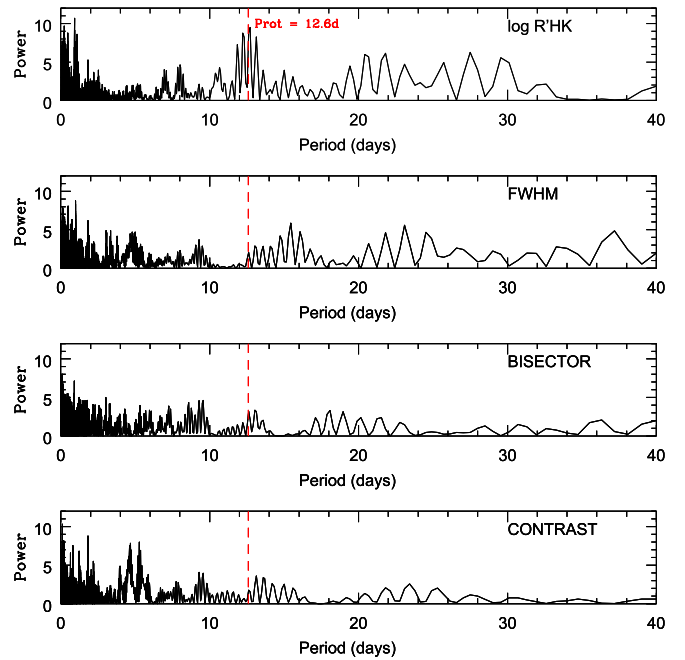 log R'HK
Prot = 12.6d
Power
10
5
0
0 10 20 30 40
Period (days)
FWHM
Power
10
5
0
0 10 20 30 40
Period (days)
BISECTOR
Power
10
5
0
0 10 20 30 40
Period (days)
CONTRAST
Power
10
5
0
0 10 20 30 40
Period (days)